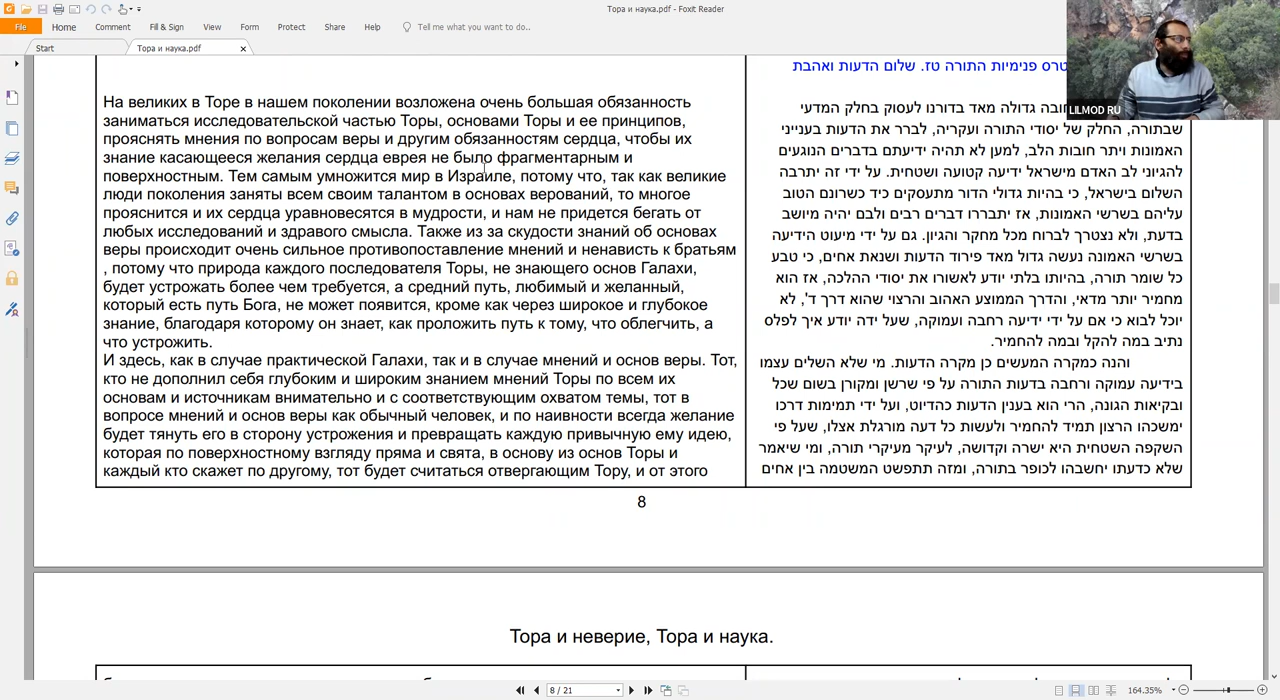 Тора и наука.pdf - Foxit Reader
File Home Comment Fill & Sign View Form Protect Share Help Tell me what you want to do..
Start Тора и наука.pdf
На великих в Торе в нашем поколении возложена очень большая обязанность
заниматься исследовательской частью Торы, основами Торы и ее принципов,
прояснять мнения по вопросам веры и другим обязанностям сердца, чтобы их
знание касающееся желания сердца еврея не было фрагментарным и
поверхностным. Тем самым умножится мир в Израиле, потому что, так как великие
люди поколения заняты всем своим талантом в основах верований, то многое
прояснится и их сердца уравновесятся в мудрости, и нам не придется бегать от
любых исследований и здравого смысла. Также из за скудости знаний об основах
веры происходит очень сильное противопоставление мнений и ненависть к братьям
, потому что природа каждого последователя Торы, не знающего основ Галахи,
будет устрожать более чем требуется, а средний путь, любимый и желанный,
который есть путь Бога, не может появится, кроме как через широкое и глубокое
знание, благодаря которому он знает, как проложить путь к тому, что облегчить, а
что устрожить.
И здесь, как в случае практической Галахи, так и в случае мнений и основ веры. Тот,
кто не дополнил себя глубоким и широким знанием мнений Торы по всем их
основам и источникам внимательно и с соответствующим охватом темы, тот в
вопросе мнений и основ веры как обычный человек, и по наивности всегда желание
будет тянуть его в сторону устрожения и превращать каждую привычную ему идею,
которая по поверхностному взгляду пряма и свята, в основу из основ Торы и
каждый кто скажет по другому, тот будет считаться отвергающим Тору, и от этого
טרס פנימיות התורה טז. שלום הדעות ואהבת
חובה גדולה מאד בדורנו לעסוק בחלק המדעי
שבתורה, החלק של יסודי התורה ועקריה, לברר את הדעות בענייני
האמונות ויתר חובות הלב, למען לא תהיה ידיעתם בדברים הנוגעים
להגיוני לב האדם מישראל ידיעה קטועה ושטחית. על ידי זה יתרבה
השלום בישראל, כי בהיות גדולי הדור מתעסקים כיד כשרונם הטוב
עליהם בשרשי האמונות, אז יתבררו דברים רבים ולבם יהיה מיושב
בדעת, ולא נצטרך לברוח מכל מחקר והגיון. גם על ידי מיעוט הידיעה
בשרשי האמונה נעשה גדול מאד פירוד הדעות ושנאת אחים, כי טבע
כל שומר תורה, בהיותו בלתי יודע לאשורו את יסודי ההלכה, אז הוא
מחמיר יותר מדאי, והדרך הממוצע האהוב והרצוי שהוא דרך ד', לא
יוכל לבוא כי אם על ידי ידיעה רחבה ועמוקה, שעל ידה יודע איך לפלס
נתיב במה להקל ובמה להחמיר.
והנה כמקרה המעשים כן מקרה הדעות. מי שלא השלים עצמו
בידיעה עמוקה ורחבה בדעות התורה על פי שרשן ומקורן בשום שכל
ובקיאות הגונה, הרי הוא בענין הדעות כהדיוט, ועל ידי תמימות דרכו
ימשכהו הרצון תמיד להחמיר ולעשות כל דעה מורגלת אצלו, שעל פי
השקפה השטחית היא ישרה וקדושה, לעיקר מעיקרי תורה, ומי שיאמר
שלא כדעתו יחשבהו לכופר בתורה, ומזה תתפשט המשטמה בין אחים
LILMOD RU
8
Тора и неверие, Тора и наука.
8 / 21 164.35%